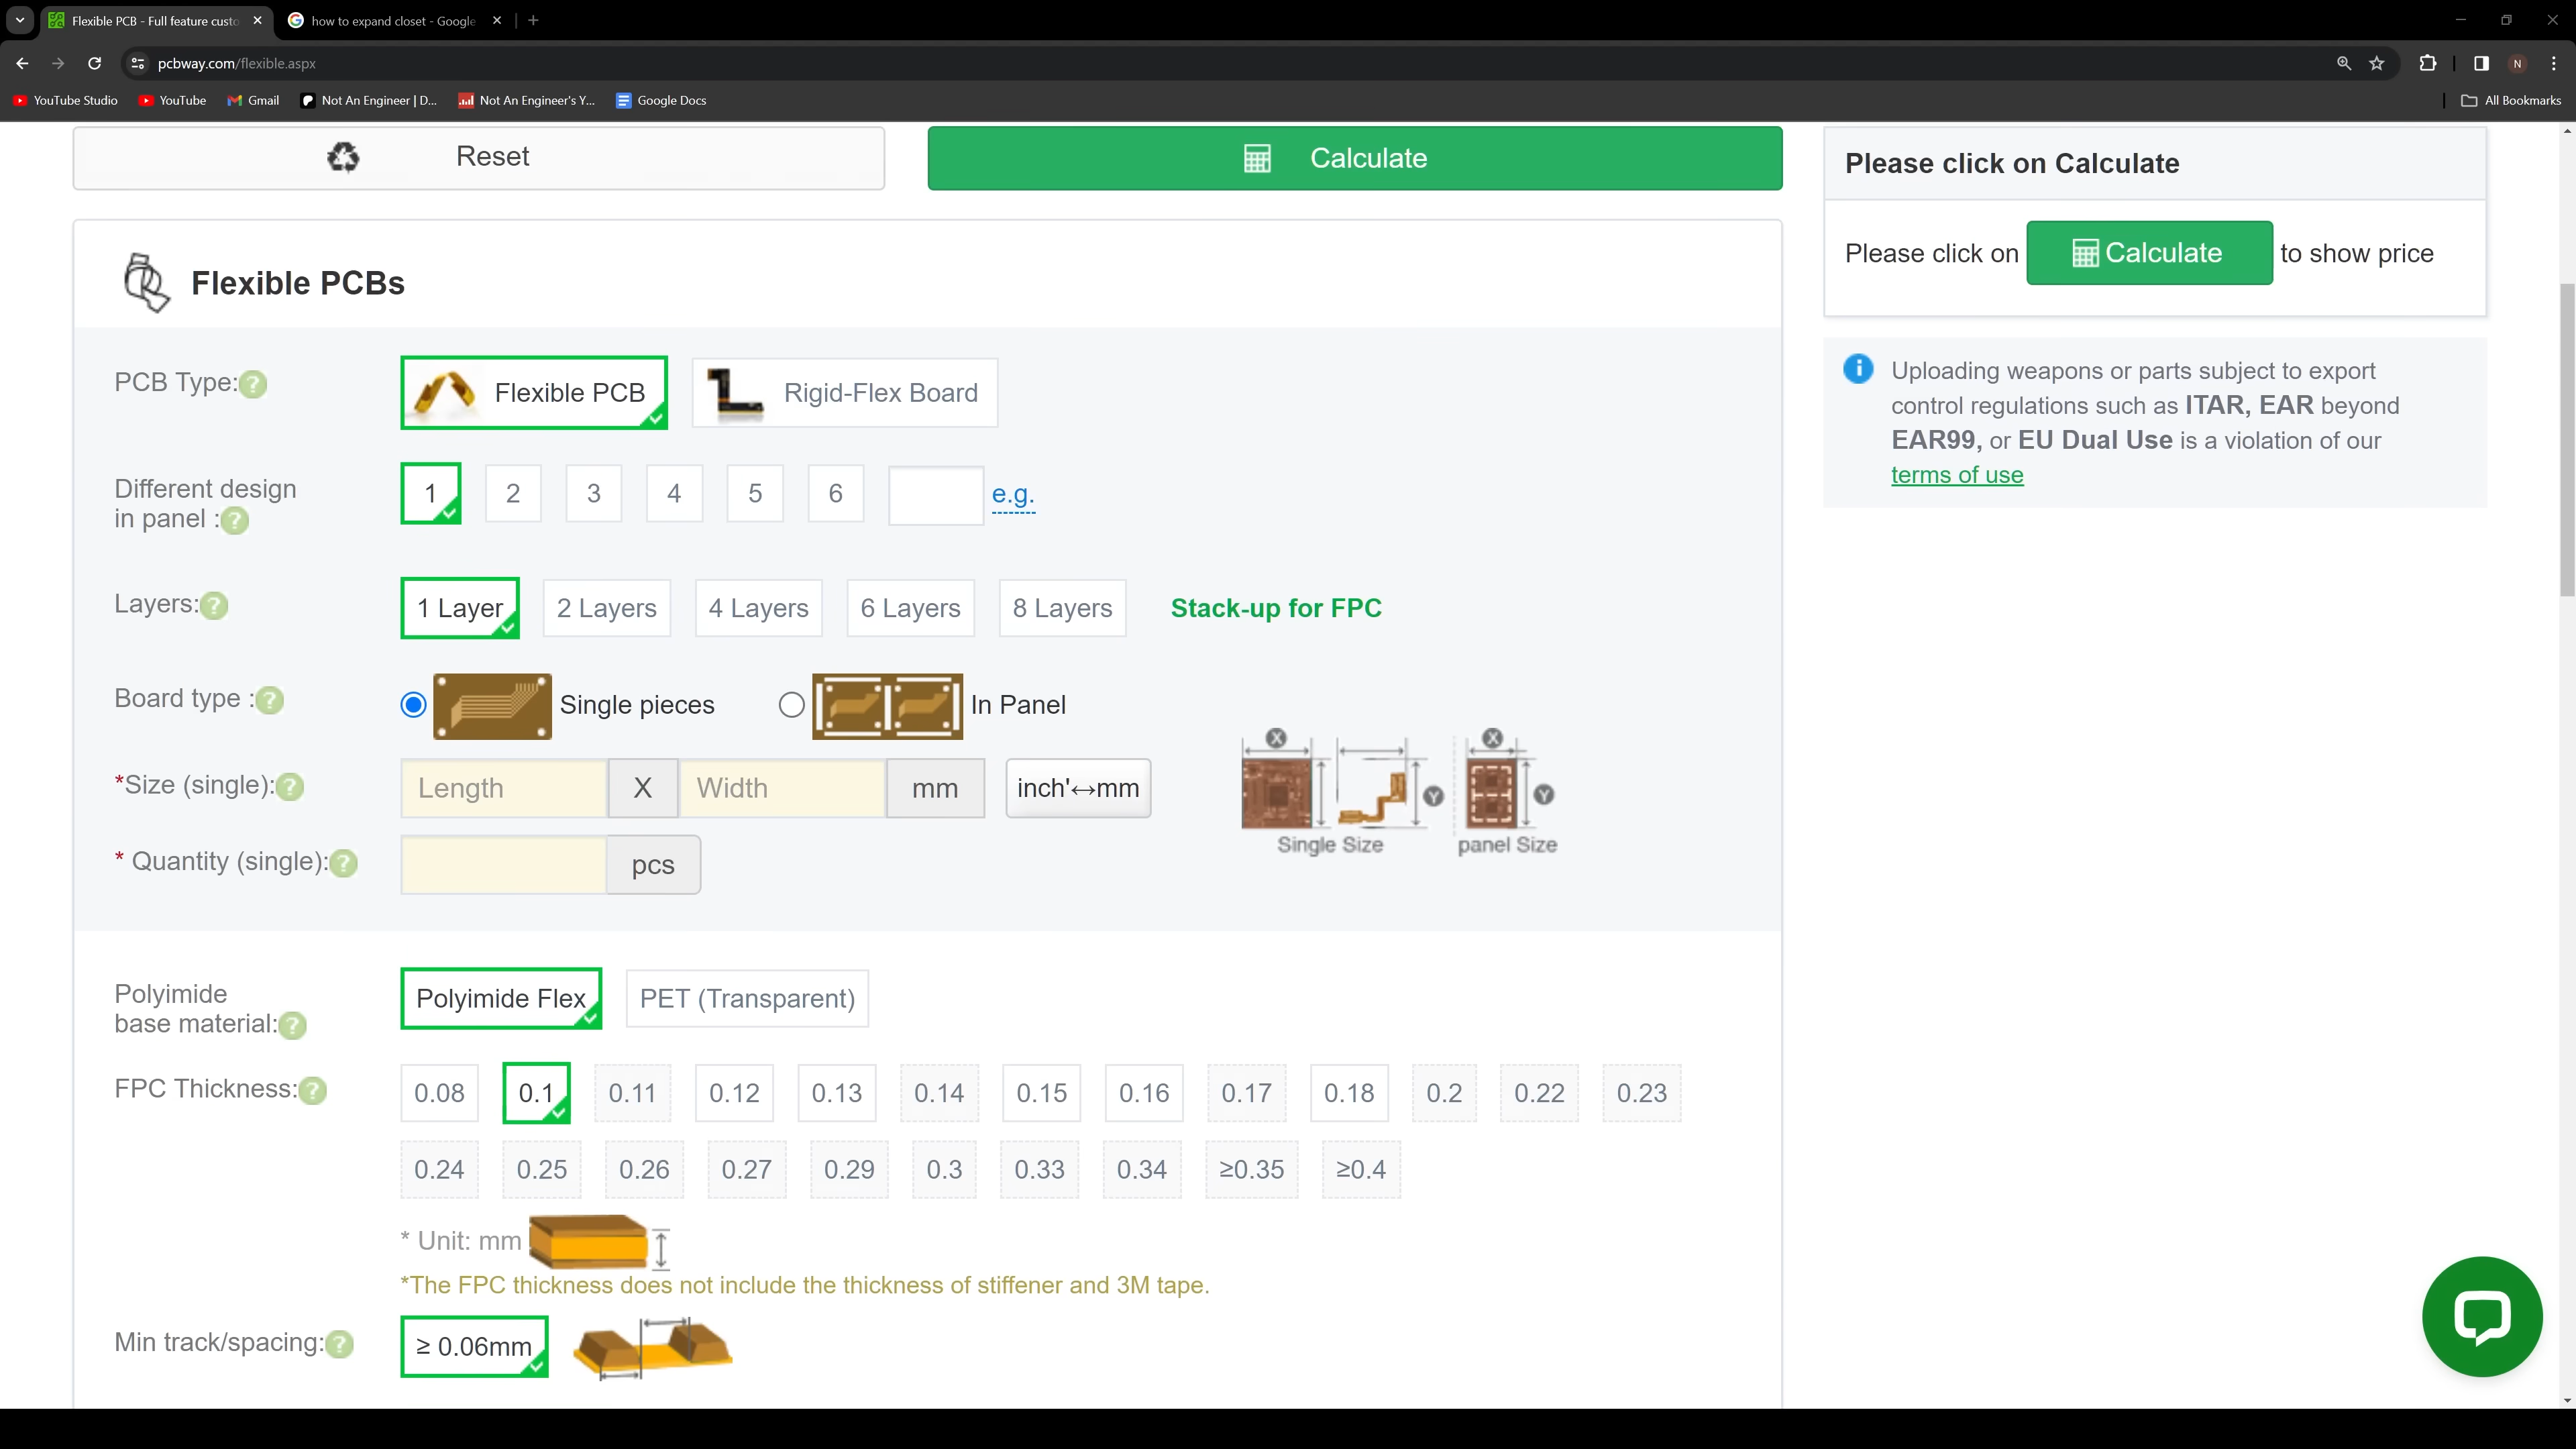 Flexible PCB - Full feature custo
how to expand closet - Google
pcbway.com/flexible.aspx
N
YouTube Studio
YouTube
Gmail
Not An Engineer | D...
Not An Engineer's Y...
Google Docs
All Bookmarks
Reset
Calculate
Please click on Calculate
Please click on Calculate to show price
Uploading weapons or parts subject to export
control regulations such as ITAR, EAR beyond
EAR99, or EU Dual Use is a violation of our
terms of use
Flexible PCBs
PCB Type:?
Flexible PCB
Rigid-Flex Board
Different design
in panel :?
1 2 3 4 5 6 e.g.
Layers:?
1 Layer 2 Layers 4 Layers 6 Layers 8 Layers Stack-up for FPC
Board type :?
Single pieces
In Panel
*Size (single):?
Length X Width mm inch'↔mm
* Quantity (single):?
pcs
X X
Y Y
Single Size panel Size
Polyimide
base material:?
Polyimide Flex PET (Transparent)
FPC Thickness:?
0.08 0.1 0.11 0.12 0.13 0.14 0.15 0.16 0.17 0.18 0.2 0.22 0.23
0.24 0.25 0.26 0.27 0.29 0.3 0.33 0.34 ≥0.35 ≥0.4
* Unit: mm
*The FPC thickness does not include the thickness of stiffener and 3M tape.
Min track/spacing:?
≥ 0.06mm